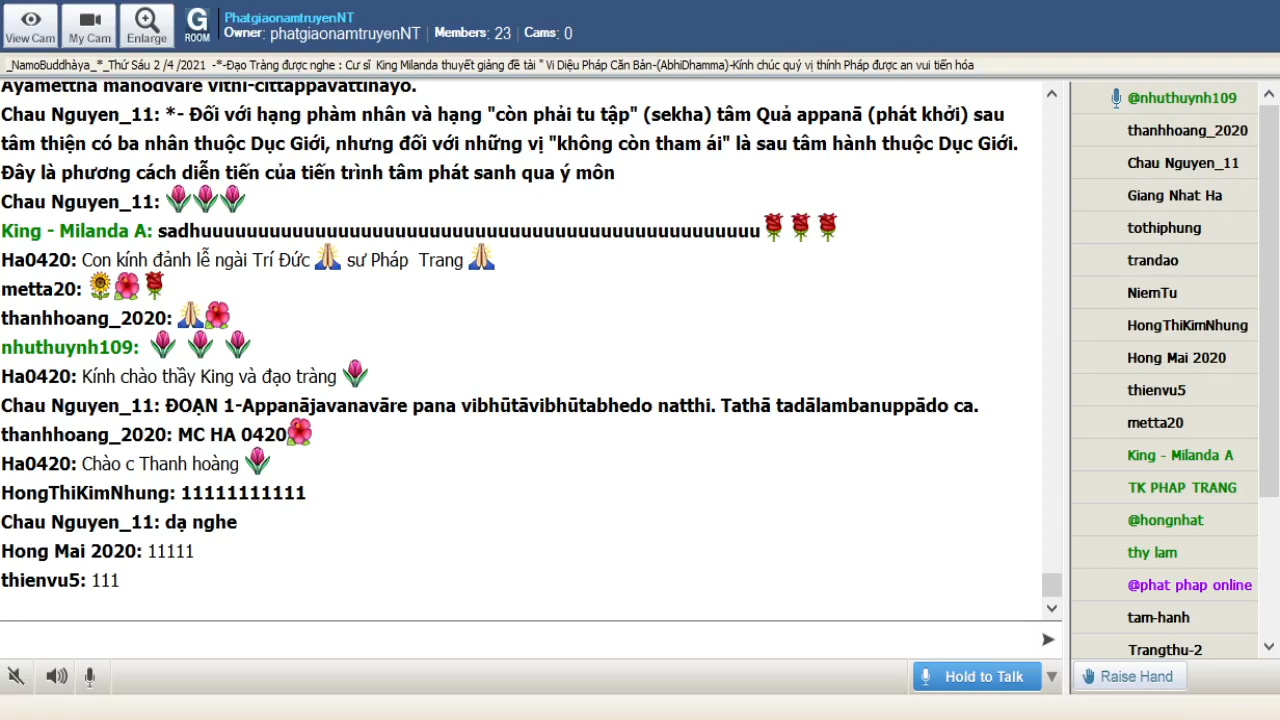 View Cam
My Cam
Enlarge
G
ROOM
PhatgiaonamtruyenNT
Owner: phatgiaonamtruyenNT | Members: 23 | Cams: 0
_NamoBuddhàya_*_Thứ Sáu 2 /4 /2021 -*-Đạo Tràng được nghe : Cư sĩ King Milanda thuyết giảng đề tài " Vi Diệu Pháp Căn Bản-(AbhiDhamma)-Kính chúc quý vị thính Pháp được an vui tiến hóa
Ayamettha manodvāre vīthi-cittappavattinayo.
Chau Nguyen_11: *- Đối với hạng phàm nhân và hạng "còn phải tu tập" (sekha) tâm Quả appanā (phát khởi) sau
tâm thiện có ba nhân thuộc Dục Giới, nhưng đối với những vị "không còn tham ái" là sau tâm hành thuộc Dục Giới.
Đây là phương cách diễn tiến của tiến trình tâm phát sanh qua ý môn
Chau Nguyen_11:
King - Milanda A: sadhuuuuuuuuuuuuuuuuuuuuuuuuuuuuuuuuuuuuuuuuuuuuuuuuu
Ha0420: Con kính đảnh lễ ngài Trí Đức sư Pháp Trang
metta20:
thanhhoang_2020:
nhuthuynh109:
Ha0420: Kính chào thầy King và đạo tràng
Chau Nguyen_11: ĐOẠN 1-Appanājavanavāre pana vibhūtāvibhūtabhedo natthi. Tathā tadālambanuppādo ca.
thanhhoang_2020: MC HA 0420
Ha0420: Chào c Thanh hoàng
HongThiKimNhung: 11111111111
Chau Nguyen_11: dạ nghe
Hong Mai 2020: 11111
thienvu5: 111
@nhuthuynh109
thanhhoang_2020
Chau Nguyen_11
Giang Nhat Ha
tothiphung
trandao
NiemTu
HongThiKimNhung
Hong Mai 2020
thienvu5
metta20
King - Milanda A
TK PHAP TRANG
@hongnhat
thy lam
@phat phap online
tam-hanh
Trangthu-2
Hold to Talk
Raise Hand